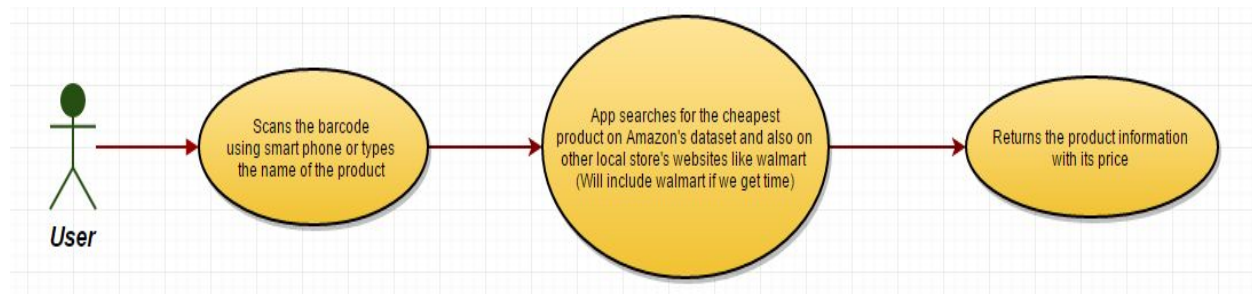 User
Scans the barcode
using smart phone or types
the name of the product
App searches for the cheapest
product on Amazon's dataset and also on
other local store's websites like walmart
(Will include walmart if we get time)
Returns the product information
with its price